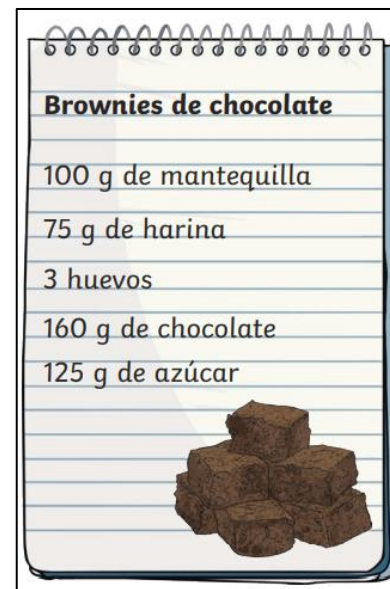 Brownies de chocolate
100 g de mantequilla
75 g de harina
3 huevos
160 g de chocolate
125 g de azúcar